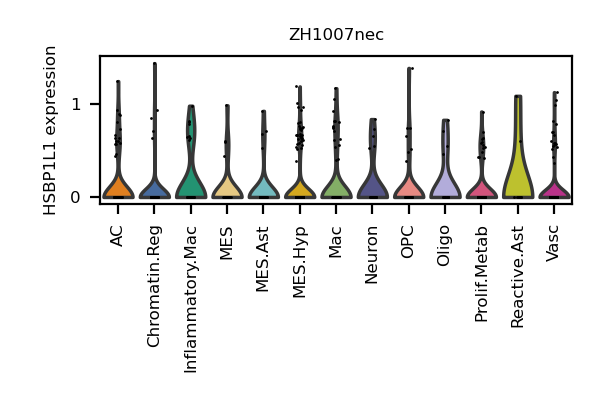 ZH1007nec
HSBP1L1 expression
1
0
AC
Chromatin.Reg
Inflammatory.Mac
MES
MES.Ast
MES.Hyp
Mac
Neuron
OPC
Oligo
Prolif.Metab
Reactive.Ast
Vasc